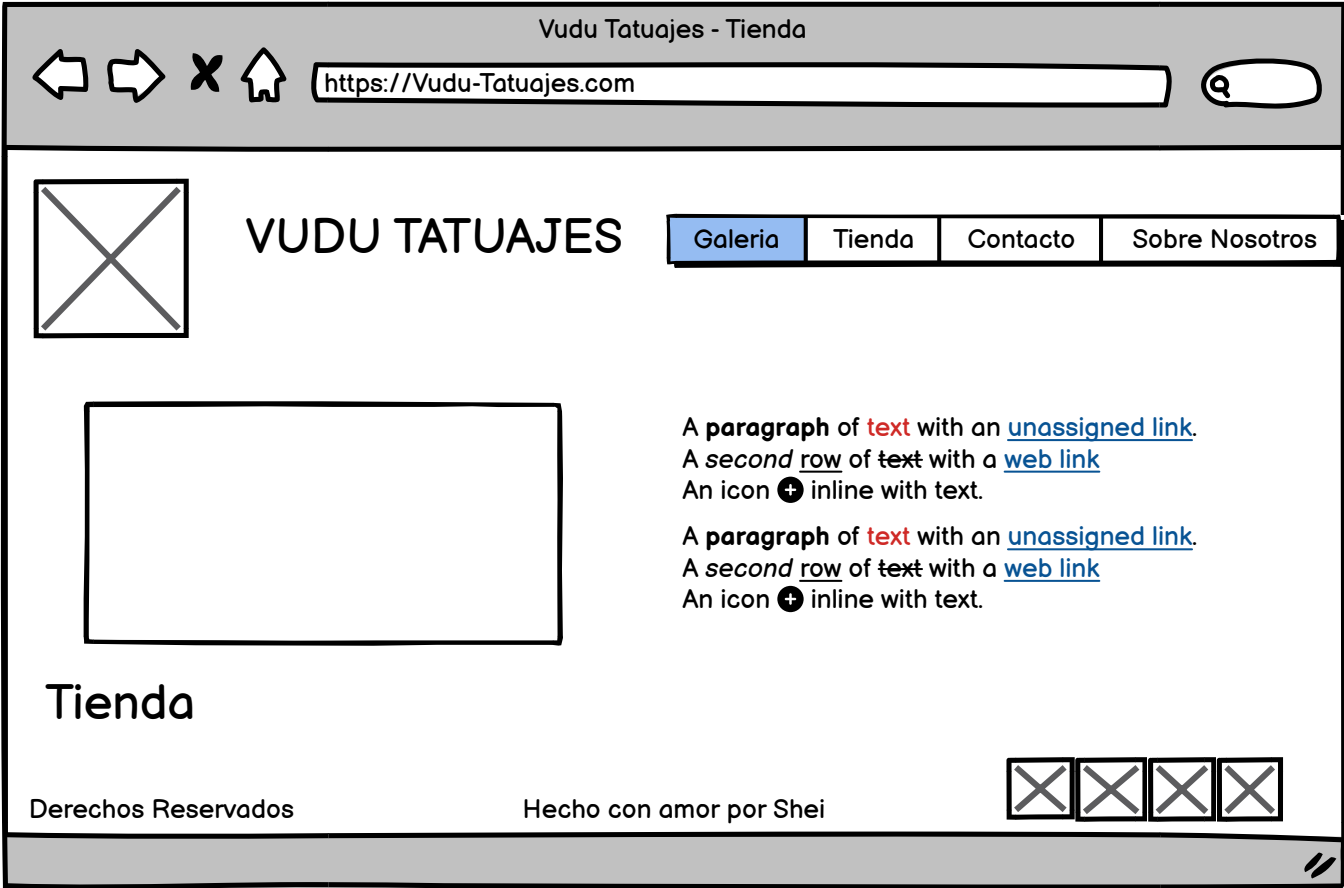 Vudu Tatuajes - Tienda
https://Vudu-Tatuajes.com
VUDU TATUAJES
Galeria
Tienda
Contacto
Sobre Nosotros
A paragraph of text with an unassigned link.
A second row of text with a web link
An icon inline with text.
A paragraph of text with an unassigned link.
A second row of text with a web link
An icon inline with text.
Tienda
Derechos Reservados
Hecho con amor por Shei